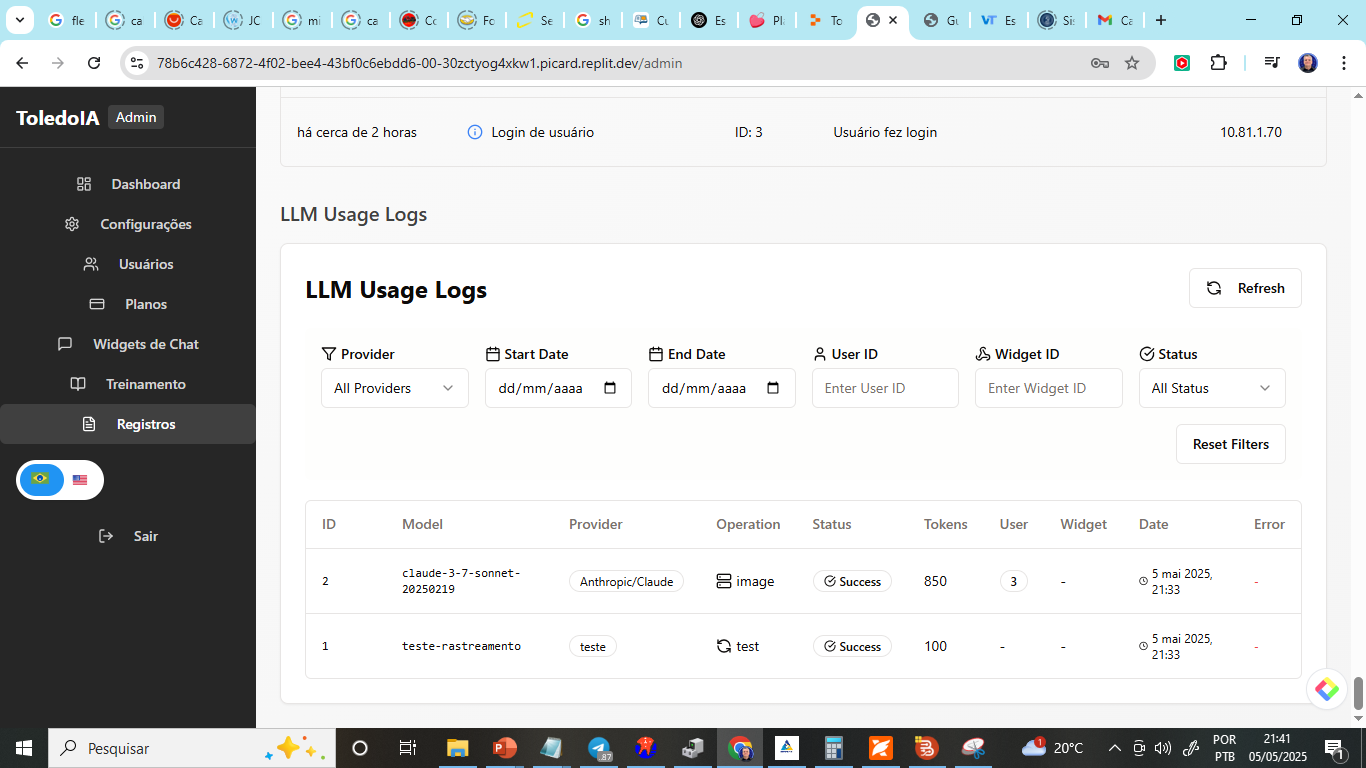 fle
ca
Ca
JC
mi
ca
Co
Fo
Se
sh
Cu
Es
Pl
To
Gu
Es
Sis
Ca
78b6c428-6872-4f02-bee4-43bf0c6ebdd6-00-30zctyog4xkw1.picard.replit.dev/admin
ToledoIA Admin
Dashboard
Configurações
Usuários
Planos
Widgets de Chat
Treinamento
Registros
Sair
há cerca de 2 horas Login de usuário ID: 3 Usuário fez login 10.81.1.70
LLM Usage Logs
LLM Usage Logs
Refresh
Provider Start Date End Date User ID Widget ID Status
All Providers dd/mm/aaaa dd/mm/aaaa Enter User ID Enter Widget ID All Status
Reset Filters
ID Model Provider Operation Status Tokens User Widget Date Error
2 claude-3-7-sonnet-20250219 Anthropic/Claude image Success 850 3 - 5 mai 2025, 21:33 -
1 teste-rastreamento teste test Success 100 - - 5 mai 2025, 21:33 -
Pesquisar
87
1
20°C
POR
PTB
21:41
05/05/2025
1